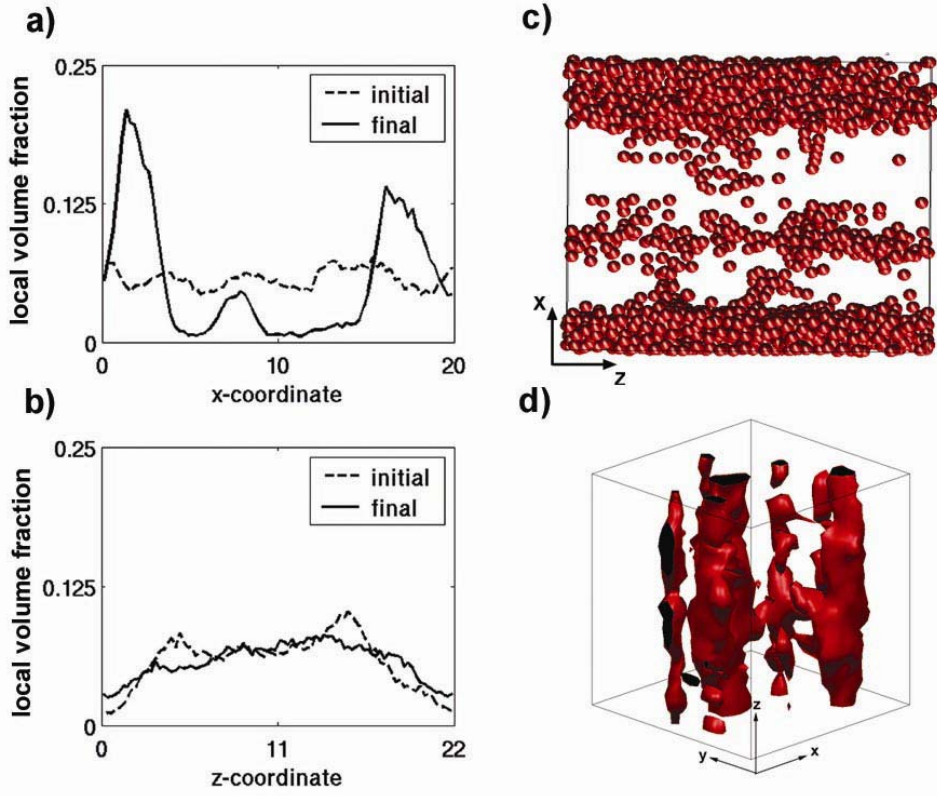 a)
0.25
0.125
0
local volume fraction
initial
final
0
10
20
x-coordinate
b)
0.25
0.125
0
local volume fraction
initial
final
0
11
22
z-coordinate
c)
x
z
d)
z
y
x